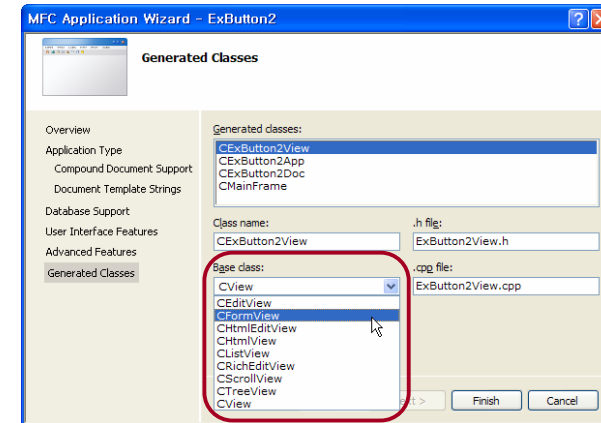 MFC Application Wizard - ExButton2
Generated Classes
Overview
Application Type
Compound Document Support
Document Template Strings
Database Support
User Interface Features
Advanced Features
Generated Classes
Generated classes:
CExButton2View
CExButton2App
CExButton2Doc
CMainFrame
Class name:
CExButton2View
.h file:
ExButton2View.h
Base class:
CView
.cpp file:
ExButton2View.cpp
CEditView
CFormView
CHtmlEditView
CHtmlView
CListView
CRichEditView
CScrollView
CTreeView
CView
Finish
Cancel